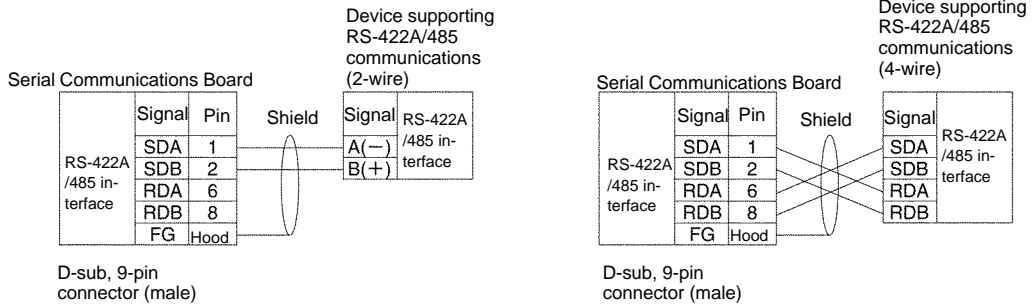 Device supporting
RS-422A/485
communications
(2-wire)
Serial Communications Board
Signal Pin
Shield
Signal
RS-422A
/485 in-
terface
RS-422A
/485 in-
terface
SDA 1
SDB 2
RDA 6
RDB 8
FG Hood
A(−)
B(+)
D-sub, 9-pin
connector (male)
Device supporting
RS-422A/485
communications
(4-wire)
Serial Communications Board
Signal Pin
Shield
Signal
RS-422A
/485 in-
terface
RS-422A
/485 in-
terface
SDA 1
SDB 2
RDA 6
RDB 8
FG Hood
SDA
SDB
RDA
RDB
D-sub, 9-pin
connector (male)